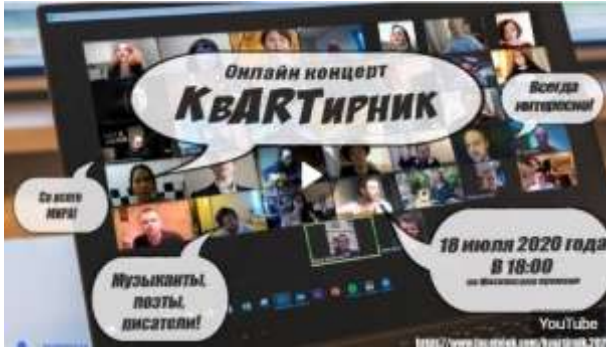 Онлайн концерт
КвARTирник
Всегда
интересно!
Со всего
МИРА!
18 июля 2020 года
В 18:00
по Московскому времени
Музыканты,
поэты,
писатели!
YouTube